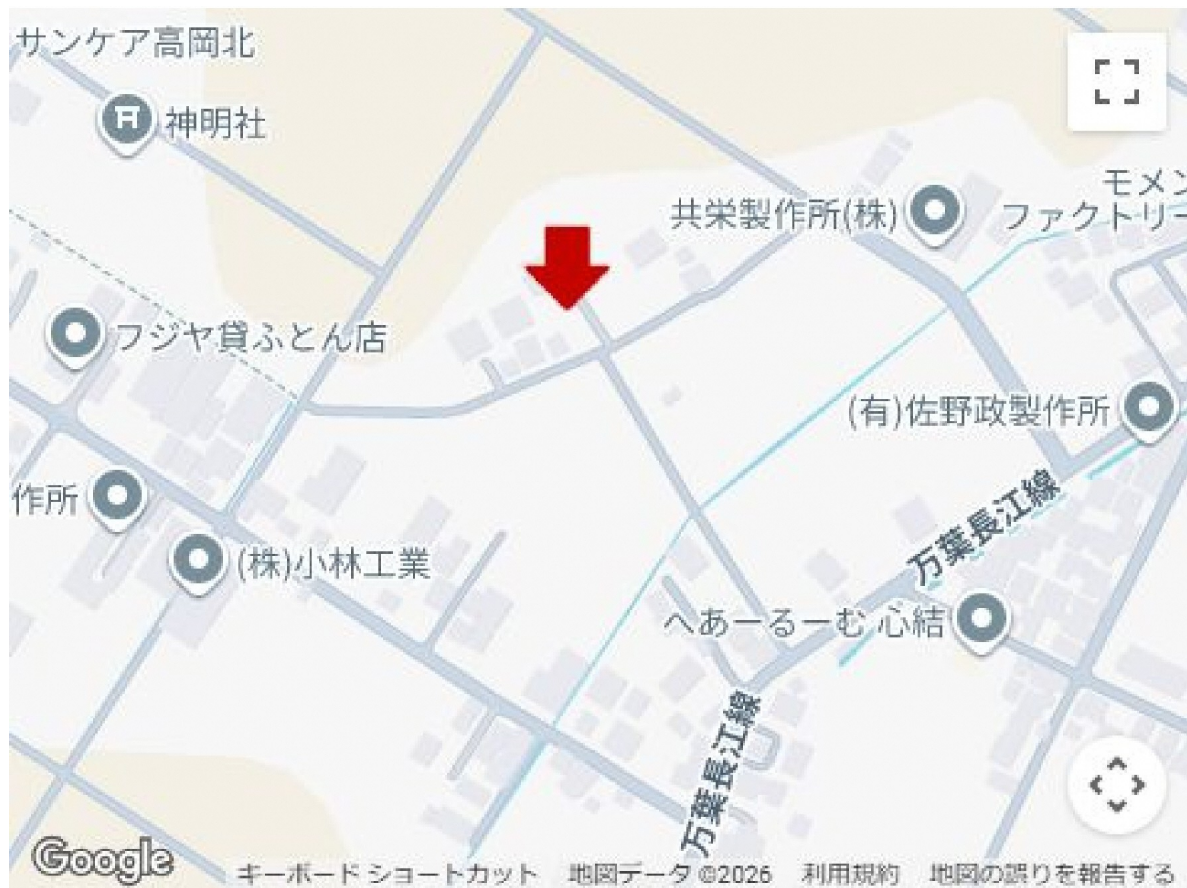 サンケア高岡北
神明社
モメン
共栄製作所(株)
ファクトリー
フジヤ貸ふとん店
(有)佐野政製作所
作所
万葉長江線
(株)小林工業
へあーるーむ 心結
万葉長江線
Google
キーボード ショートカット
地図データ ©2026
利用規約
地図の誤りを報告する